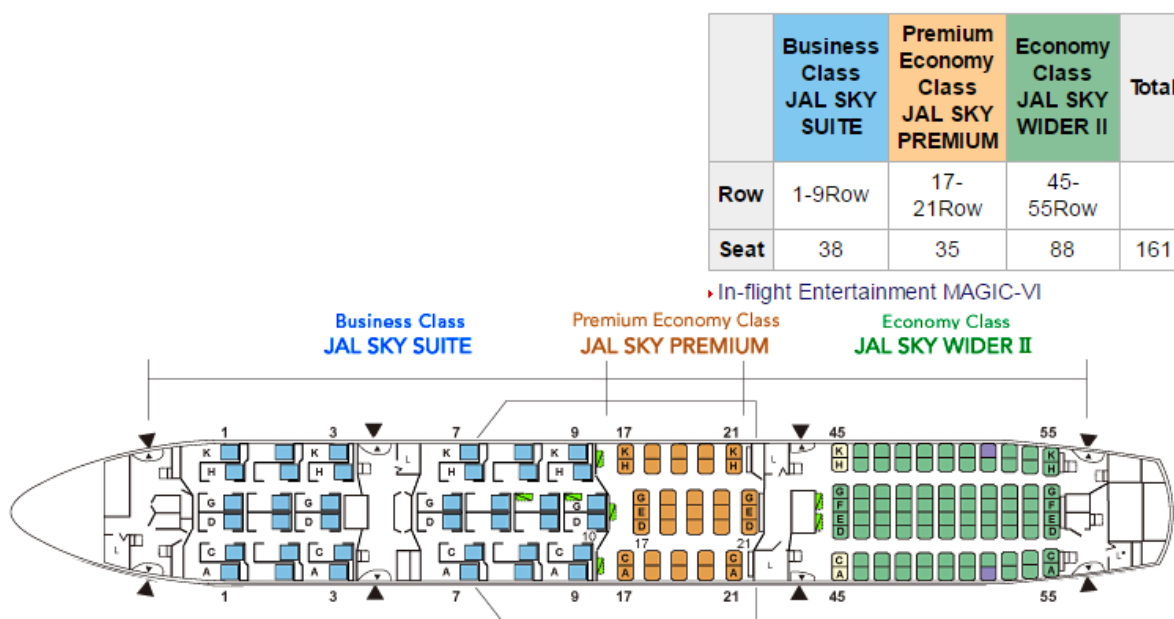 Business Class JAL SKY SUITE
Premium Economy Class JAL SKY PREMIUM
Economy Class JAL SKY WIDER II
Total
Row 1-9Row 17-21Row 45-55Row
Seat 38 35 88 161
In-flight Entertainment MAGIC-VI
Business Class Premium Economy Class Economy Class
JAL SKY SUITE JAL SKY PREMIUM JAL SKY WIDER II
1 3 7 9 17 21 45 55
K K K K K K K K
H H H H H H H H
L L L
G G G G G G G
E E F F
E E
D D D D D D D D
10 17 21
C C C C C C C C
A A A A A A A A
L L L
1 3 7 9 17 21 45 55